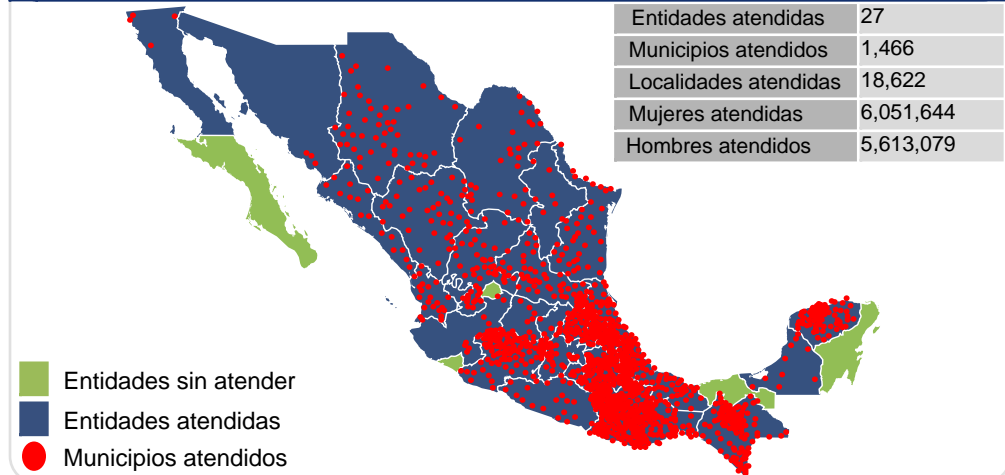 Entidades atendidas 27
Municipios atendidos 1,466
Localidades atendidas 18,622
Mujeres atendidas 6,051,644
Hombres atendidos 5,613,079
Entidades sin atender
Entidades atendidas
Municipios atendidos